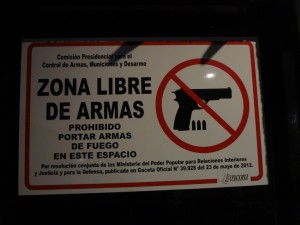 Comisión Presidencial para el
Control de Armas, Municiones y Desarme
ZONA LIBRE
DE ARMAS
PROHIBIDO
PORTAR ARMAS
DE FUEGO
EN ESTE ESPACIO
Por resolución conjunta de los Ministerio del Poder Popular para Relaciones Interiores
y Justicia y para la Defensa, publicado en Gaceta Oficial N° 39.929 del 23 de mayo de 2012.